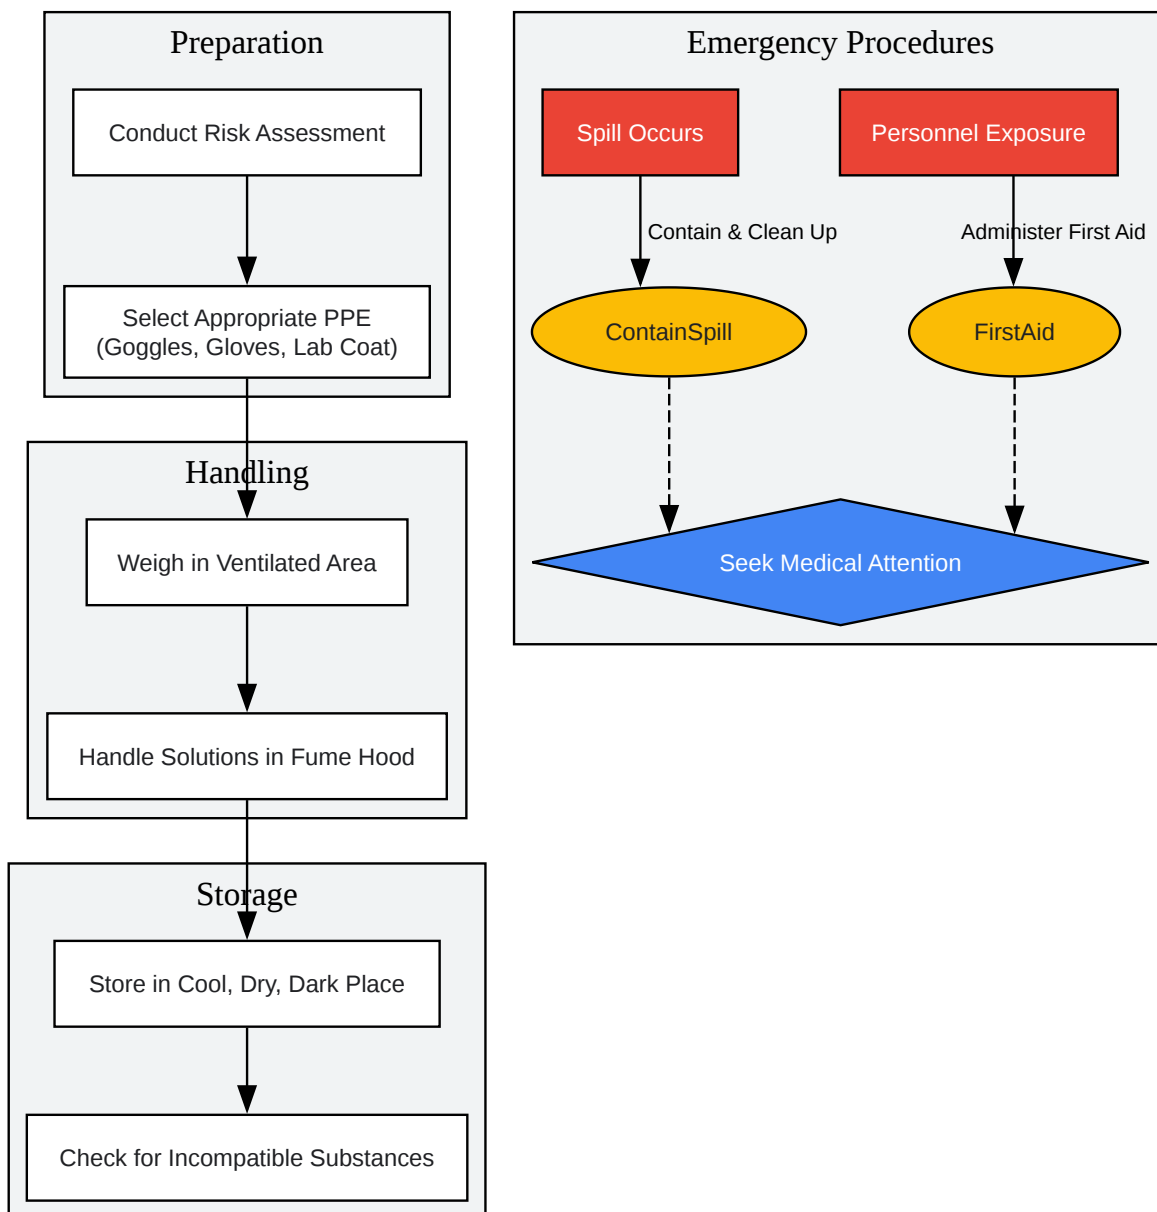 Preparation
Conduct Risk Assessment
Select Appropriate PPE
(Goggles, Gloves, Lab Coat)
Handling
Weigh in Ventilated Area
Handle Solutions in Fume Hood
Storage
Store in Cool, Dry, Dark Place
Check for Incompatible Substances
Emergency Procedures
Spill Occurs
Personnel Exposure
Contain & Clean Up
Administer First Aid
ContainSpill
FirstAid
Seek Medical Attention